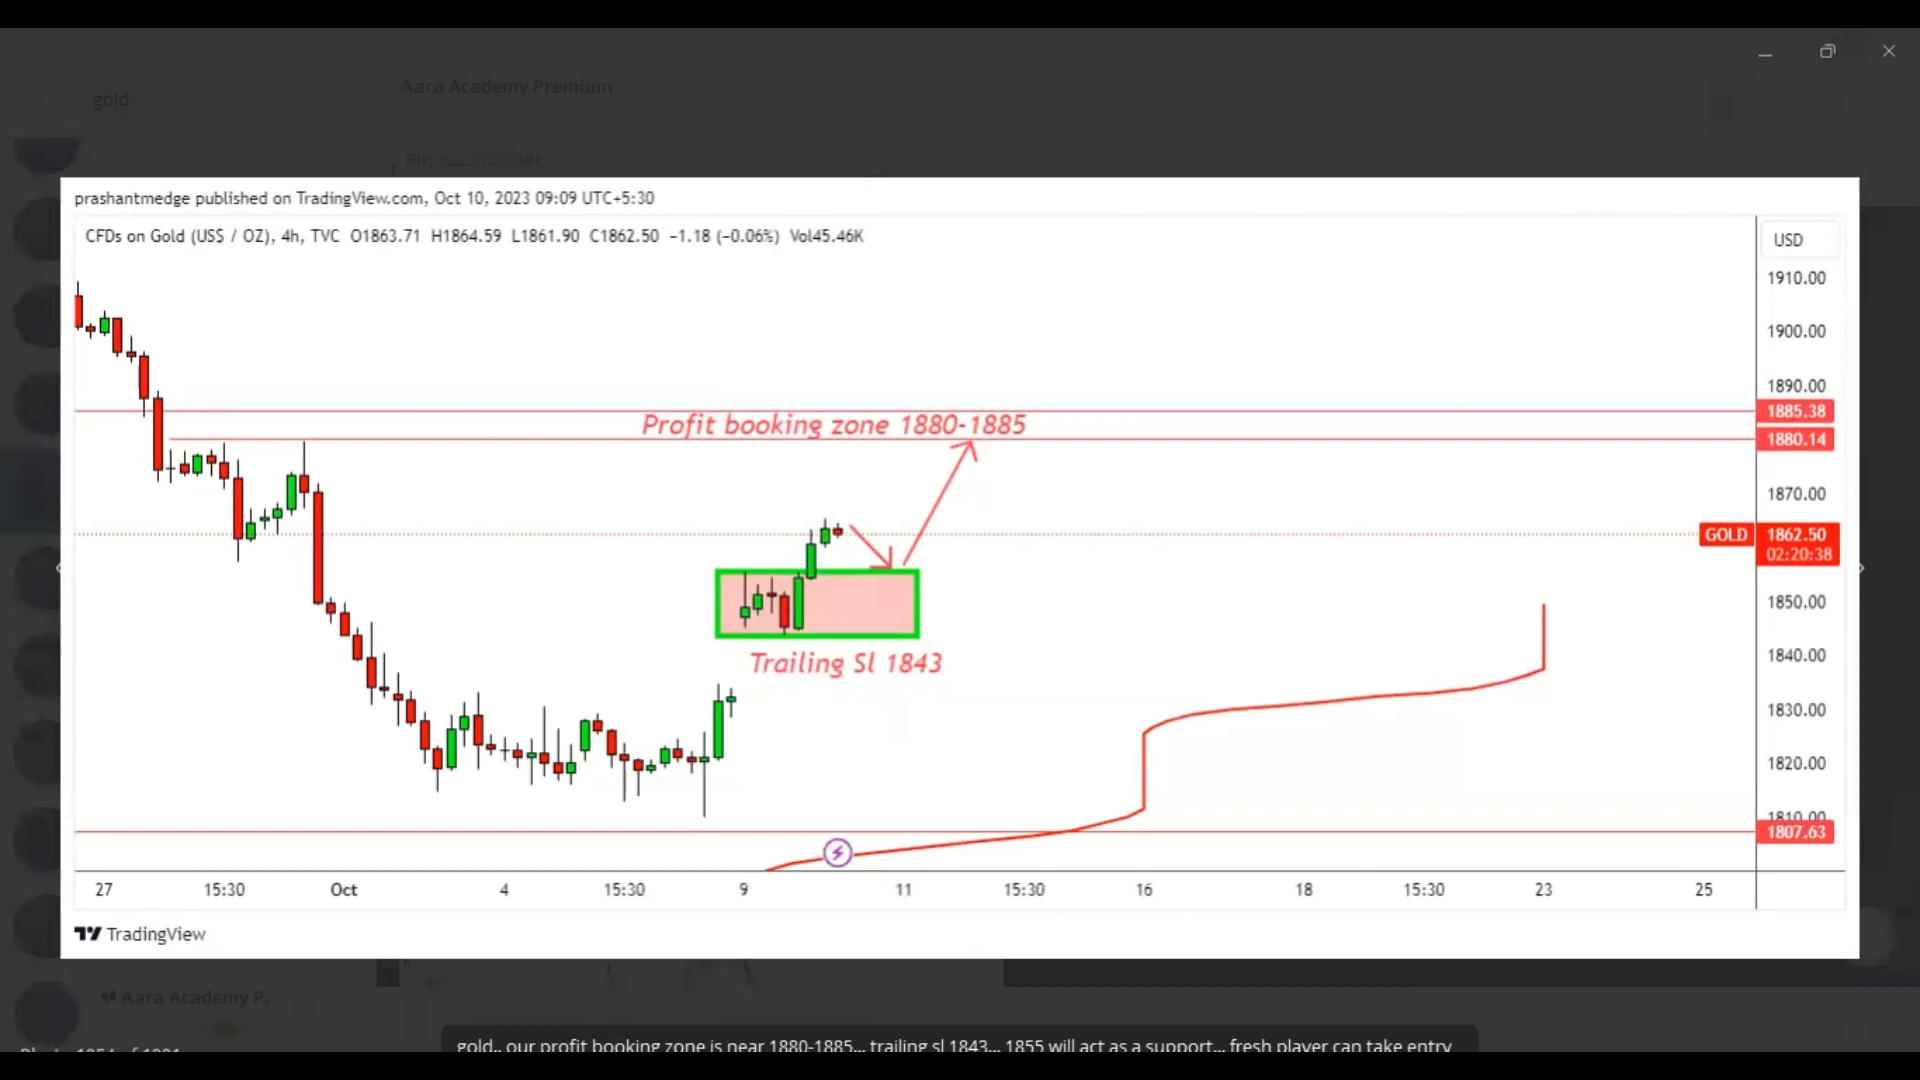 Aara Academy Premium
gold
prashantmedge published on TradingView.com, Oct 10, 2023 09:09 UTC+5:30
CFDs on Gold (US$ / OZ), 4h, TVC O1863.71 H1864.59 L1861.90 C1862.50 −1.18 (−0.06%) Vol45.46K
USD
1910.00
1900.00
1890.00
1885.38
Profit booking zone 1880-1885
1880.14
1870.00
GOLD 1862.50
02:20:38
1850.00
Trailing Sl 1843
1840.00
1830.00
1820.00
1810.00
1807.63
27 15:30 Oct 4 15:30 9 11 15:30 16 18 15:30 23 25
TradingView
Aara Academy P.
gold.. our profit booking zone is near 1880-1885... trailing sl 1843... 1855 will act as a support... fresh player can take entry